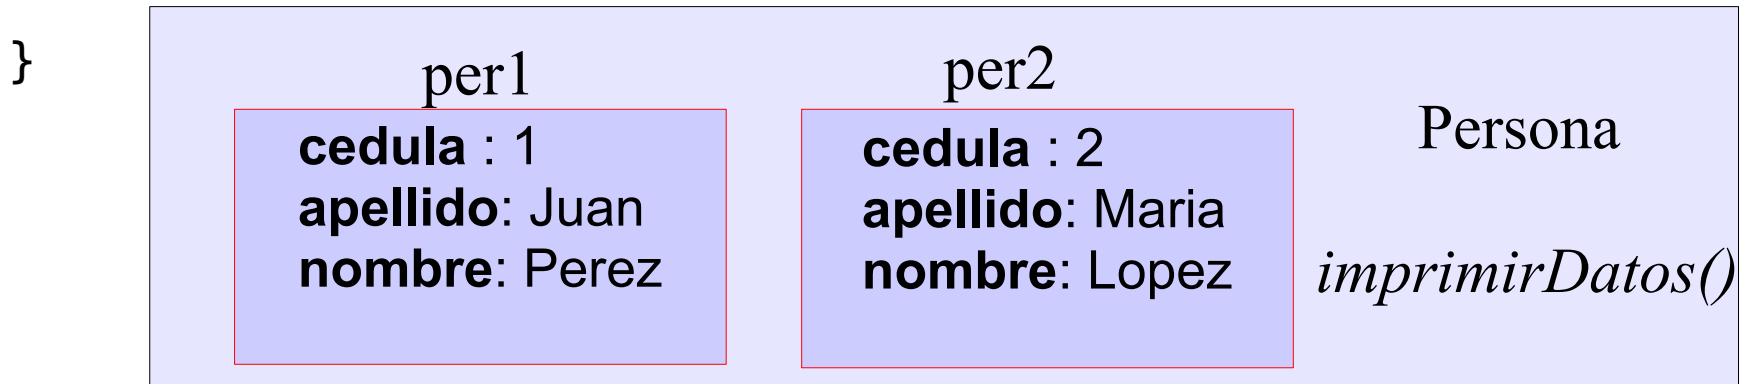 }
per1
cedula : 1
apellido: Juan
nombre: Perez
per2
cedula : 2
apellido: Maria
nombre: Lopez
Persona
imprimirDatos()